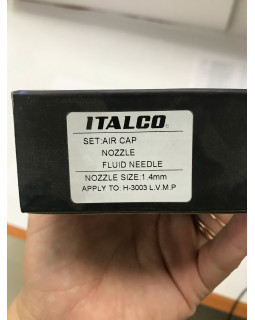 ITALCO
SET:AIR CAP
NOZZLE
FLUID NEEDLE
NOZZLE SIZE:1.4mm
APPLY TO: H-3003 L.V.M.P